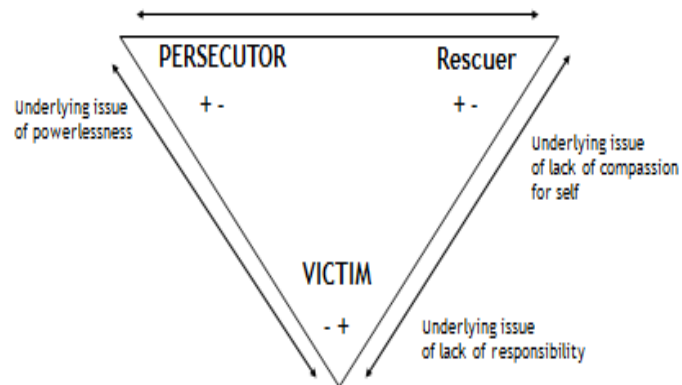 PERSECUTOR
Rescuer
+ -
+ -
Underlying issue
of powerlessness
Underlying issue
of lack of compassion
for self
VICTIM
- +
Underlying issue
of lack of responsibility